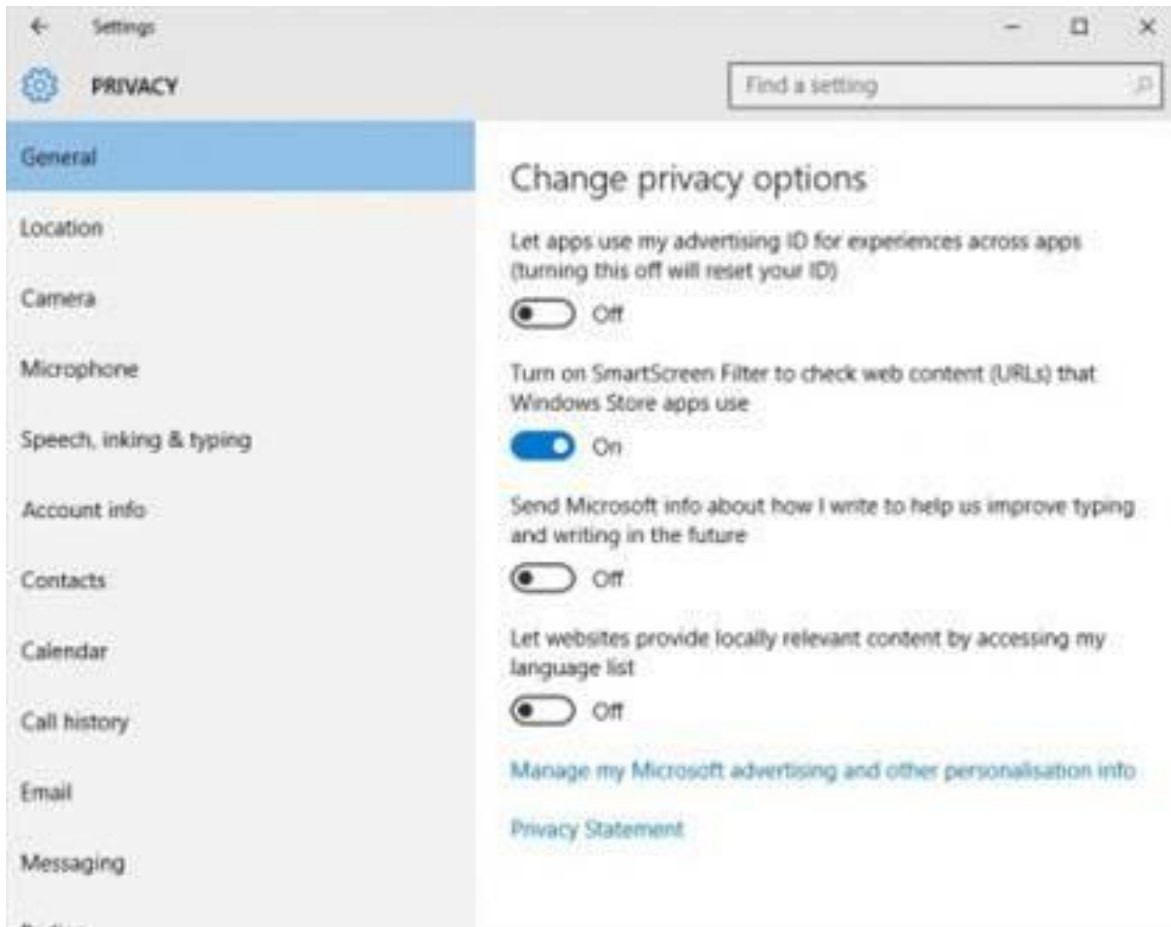 Settings
PRIVACY
Find a setting
General
Location
Camera
Microphone
Speech, inking & typing
Account info
Contacts
Calendar
Call history
Email
Messaging
Change privacy options
Let apps use my advertising ID for experiences across apps
(turning this off will reset your ID)
Off
Turn on SmartScreen Filter to check web content (URLs) that
Windows Store apps use
On
Send Microsoft info about how I write to help us improve typing
and writing in the future
Off
Let websites provide locally relevant content by accessing my
language list
Off
Manage my Microsoft advertising and other personalisation info
Privacy Statement